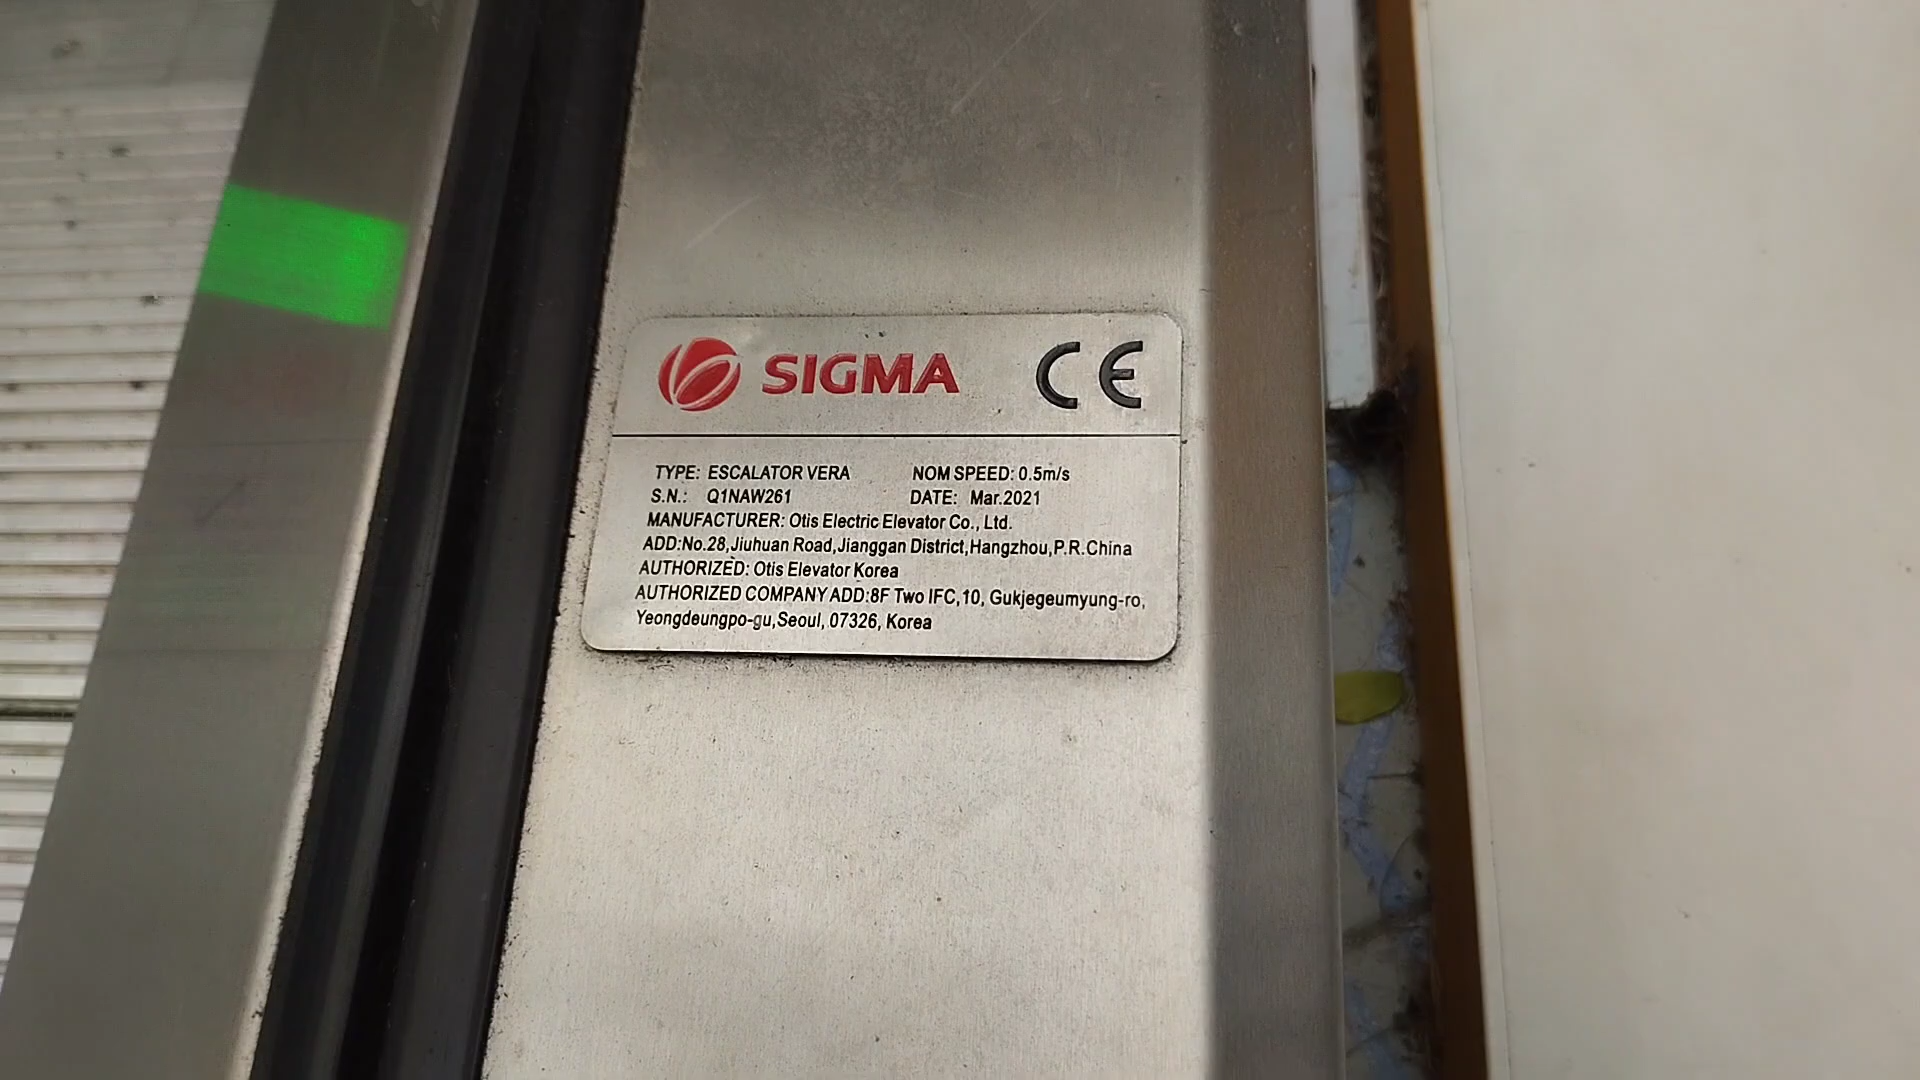 SIGMA CE
TYPE: ESCALATOR VERA NOM SPEED: 0.5m/s
S.N.: Q1NAW261 DATE: Mar.2021
MANUFACTURER: Otis Electric Elevator Co., Ltd.
ADD:No.28,Jiuhuan Road,Jianggan District,Hangzhou,P.R.China
AUTHORIZED: Otis Elevator Korea
AUTHORIZED COMPANY ADD:8F Two IFC,10, Gukjegeumyung-ro,
Yeongdeungpo-gu,Seoul, 07326, Korea